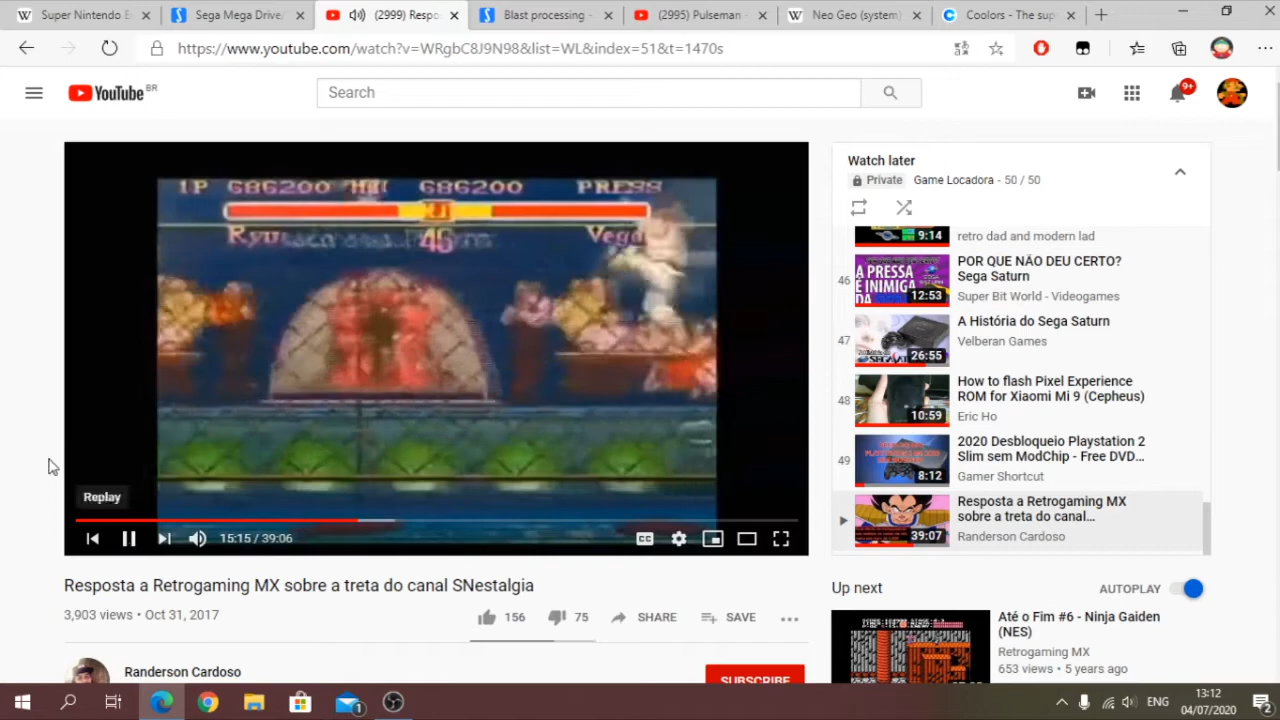 Super Nintendo E
Sega Mega Drive/
(2999) Respo
Blast processing -
(2995) Pulseman -
Neo Geo (system)
Coolors - The sup
https://www.youtube.com/watch?v=WRgbC8J9N98&list=WL&index=51&t=1470s
YouTube BR
Search
9+
1P 686200 HI 686200 PRESS
Ryu
46
Vega
Replay
15:15 / 39:06
CC
Watch later
Private Game Locadora - 50 / 50
9:14
retro dad and modern lad
46
A PRESSA
É INIMIGA
DA
12:53
POR QUE NÃO DEU CERTO?
Sega Saturn
Super Bit World - Videogames
47
26:55
A História do Sega Saturn
Velberan Games
48
10:59
How to flash Pixel Experience
ROM for Xiaomi Mi 9 (Cepheus)
Eric Ho
49
8:12
2020 Desbloqueio Playstation 2
Slim sem ModChip - Free DVD...
Gamer Shortcut
39:07
Resposta a Retrogaming MX
sobre a treta do canal...
Randerson Cardoso
Resposta a Retrogaming MX sobre a treta do canal SNestalgia
3,903 views • Oct 31, 2017
156
75
SHARE
SAVE
Randerson Cardoso
SUBSCRIBE
Up next
AUTOPLAY
Até o Fim #6 - Ninja Gaiden
(NES)
Retrogaming MX
653 views • 5 years ago
1
ENG
13:12
04/07/2020
2